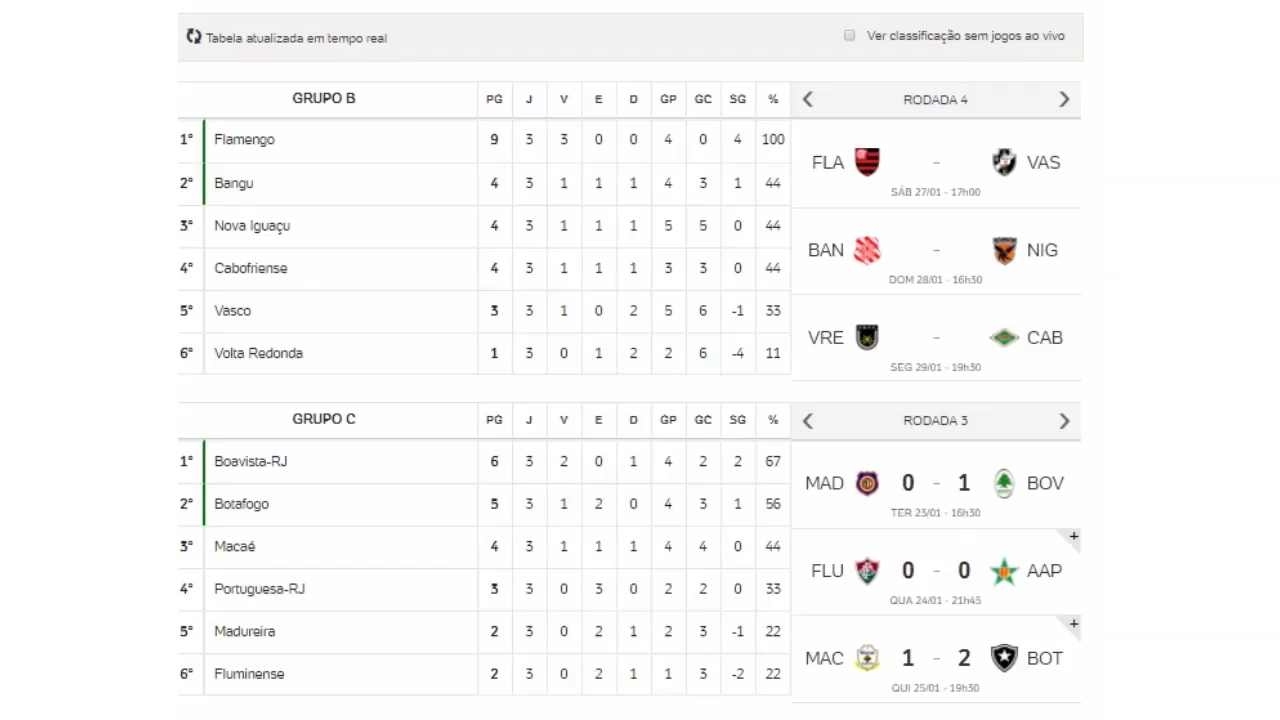 Tabela atualizada em tempo real Ver classificação sem jogos ao vivo
GRUPO B PG J V E D GP GC SG %
1º Flamengo 9 3 3 0 0 4 0 4 100
2º Bangu 4 3 1 1 1 4 3 1 44
3º Nova Iguaçu 4 3 1 1 1 5 5 0 44
4º Cabofriense 4 3 1 1 1 3 3 0 44
5º Vasco 3 3 1 0 2 5 6 -1 33
6º Volta Redonda 1 3 0 1 2 2 6 -4 11
RODADA 4
FLA - VAS
SÁB 27/01 - 17h00
BAN - NIG
DOM 28/01 - 16h30
VRE - CAB
SEG 29/01 - 19h30
GRUPO C PG J V E D GP GC SG %
1º Boavista-RJ 6 3 2 0 1 4 2 2 67
2º Botafogo 5 3 1 2 0 4 3 1 56
3º Macaé 4 3 1 1 1 4 4 0 44
4º Portuguesa-RJ 3 3 0 3 0 2 2 0 33
5º Madureira 2 3 0 2 1 2 3 -1 22
6º Fluminense 2 3 0 2 1 1 3 -2 22
RODADA 3
MAD 0 - 1 BOV
TER 23/01 - 16h30
+
FLU 0 - 0 AAP
QUA 24/01 - 21h45
+
MAC 1 - 2 BOT
QUI 25/01 - 19h30